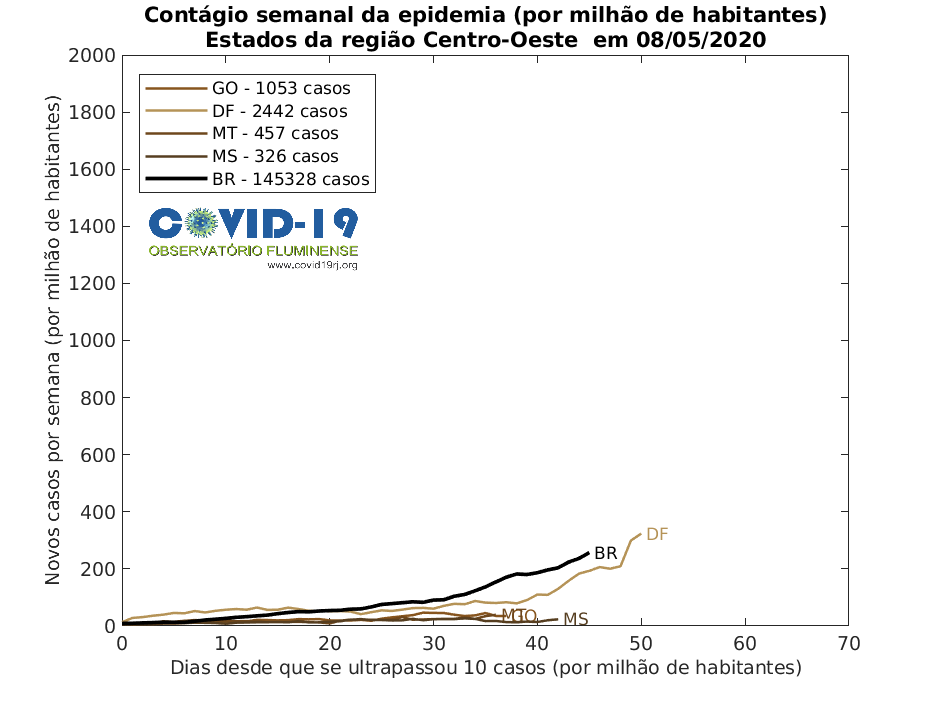 Contágio semanal da epidemia (por milhão de habitantes)
Estados da região Centro-Oeste em 08/05/2020
2000
1800
1600
1400
1200
1000
800
600
400
200
0
Novos casos por semana (por milhão de habitantes)
GO - 1053 casos
DF - 2442 casos
MT - 457 casos
MS - 326 casos
BR - 145328 casos
COVID-19
OBSERVATÓRIO FLUMINENSE
www.covid19rj.org
DF
BR
MT
GO
MS
0 10 20 30 40 50 60 70
Dias desde que se ultrapassou 10 casos (por milhão de habitantes)